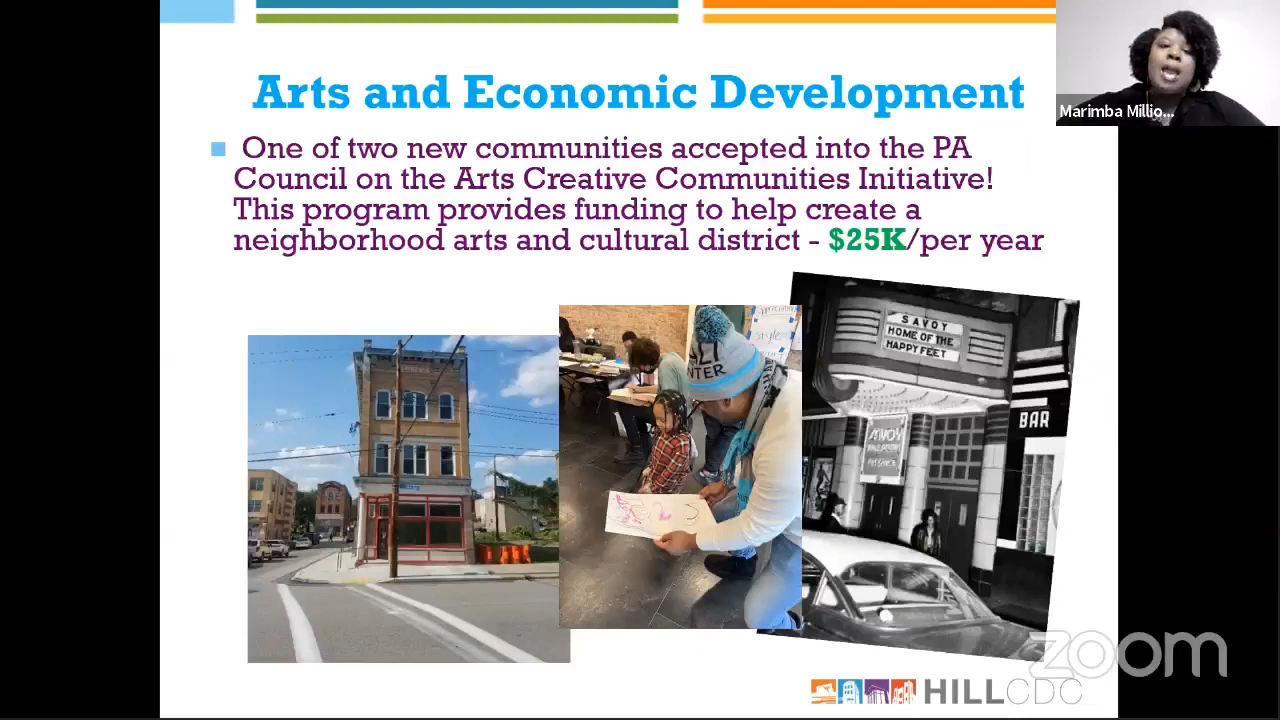 Arts and Economic Development
Marimba Millio...
One of two new communities accepted into the PA
Council on the Arts Creative Communities Initiative!
This program provides funding to help create a
neighborhood arts and cultural district - $25K/per year
SAVOY
HOME OF THE
HAPPY FEET
BAR
SAVOY
style
zoom
HILLCDC